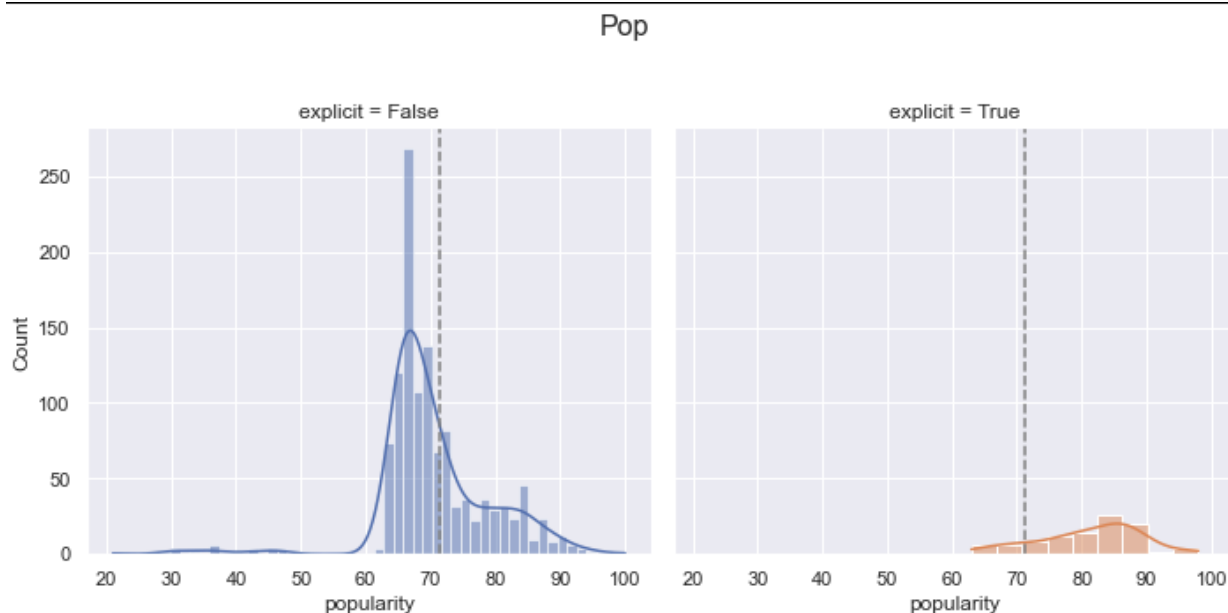 Pop
explicit = False
explicit = True
250
200
150
100
50
0
Count
20 30 40 50 60 70 80 90 100
20 30 40 50 60 70 80 90 100
popularity
popularity